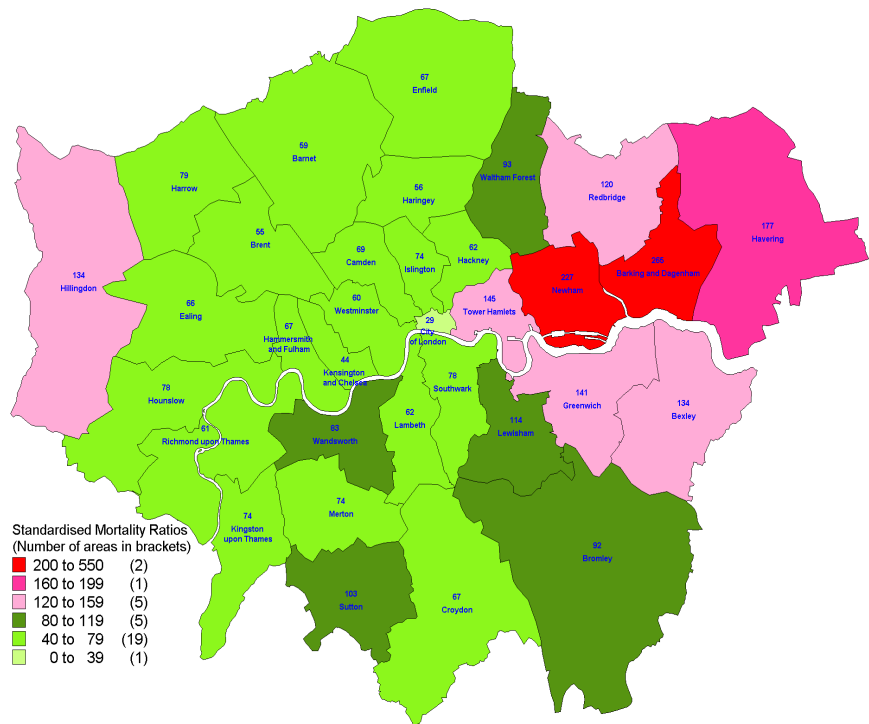 67
Enfield
59
Barnet
93
Waltham Forest
79
Harrow
56
Haringey
120
Redbridge
177
Havering
55
Brent
69
Camden
74
Islington
62
Hackney
134
Hillingdon
265
Barking and Dagenham
227
Newham
66
Ealing
60
Westminster
145
Tower Hamlets
67
Hammersmith
and Fulham
29
City
of London
44
Kensington
and Chelsea
78
Hounslow
78
Southwark
141
Greenwich
134
Bexley
61
Richmond upon Thames
83
Wandsworth
62
Lambeth
114
Lewisham
74
Kingston
upon Thames
74
Merton
92
Bromley
103
Sutton
67
Croydon
Standardised Mortality Ratios
(Number of areas in brackets)
200 to 550 (2)
160 to 199 (1)
120 to 159 (5)
80 to 119 (5)
40 to 79 (19)
0 to 39 (1)